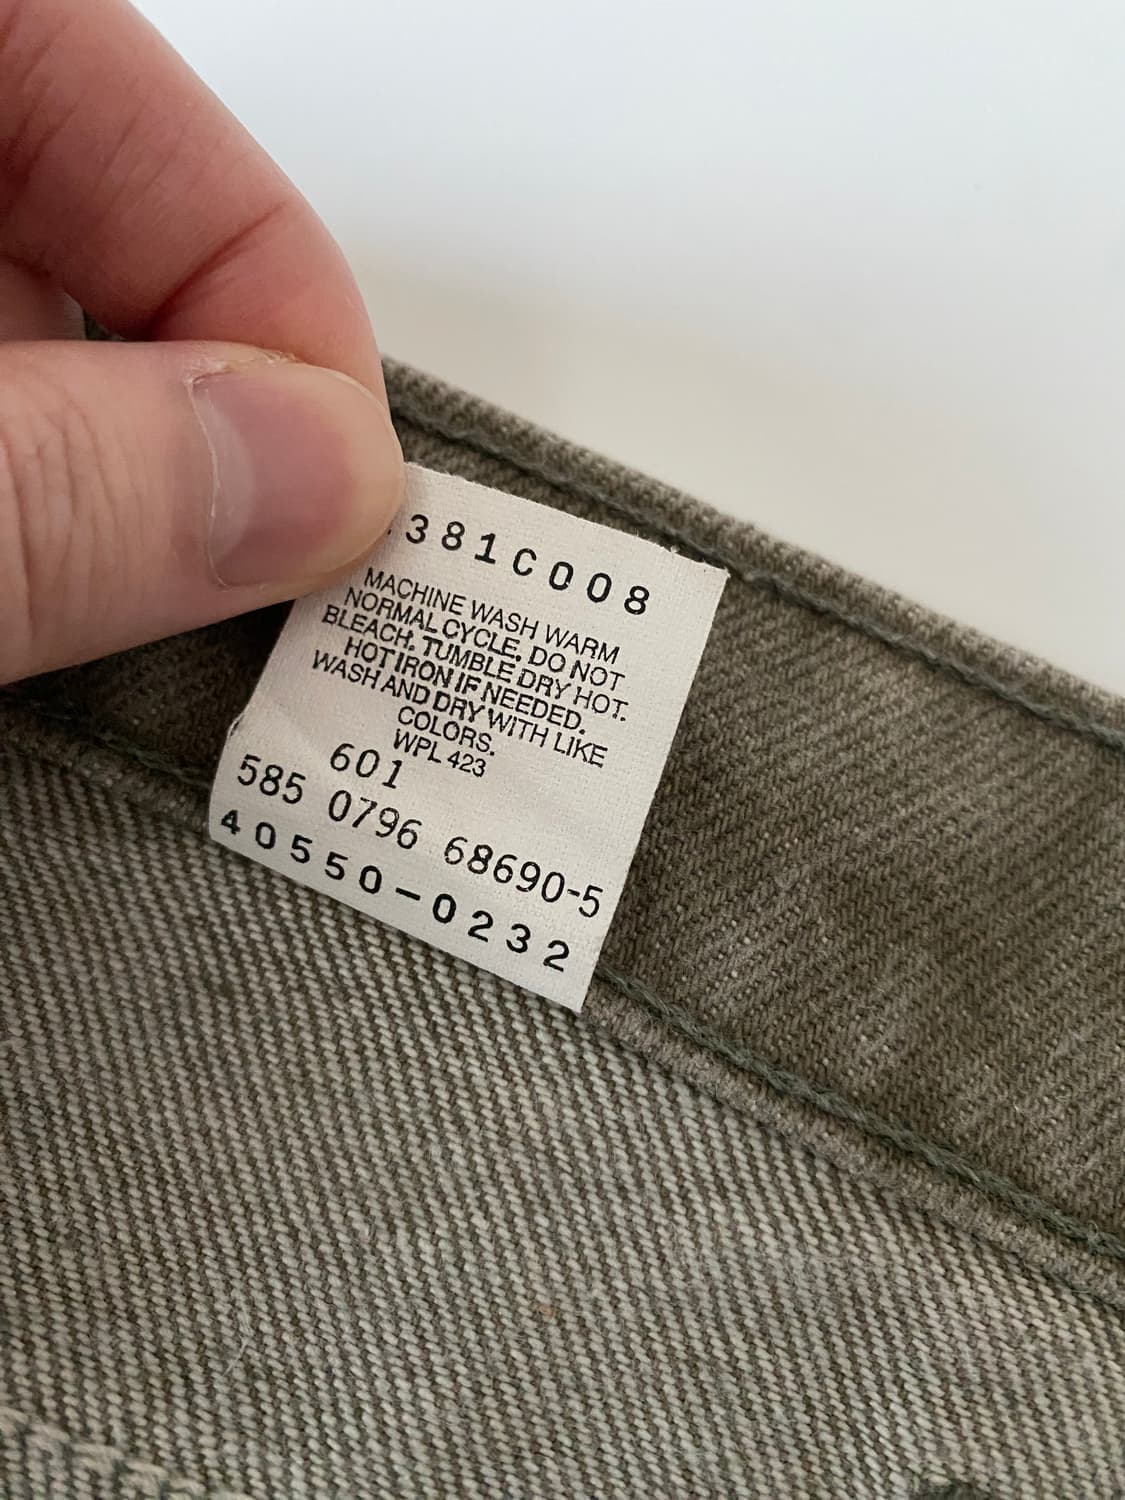 381C008
MACHINE WASH WARM
NORMAL CYCLE. DO NOT
BLEACH. TUMBLE DRY HOT.
HOT IRON IF NEEDED.
WASH AND DRY WITH LIKE
COLORS.
WPL 423
601
585 0796 68690-5
40550-0232